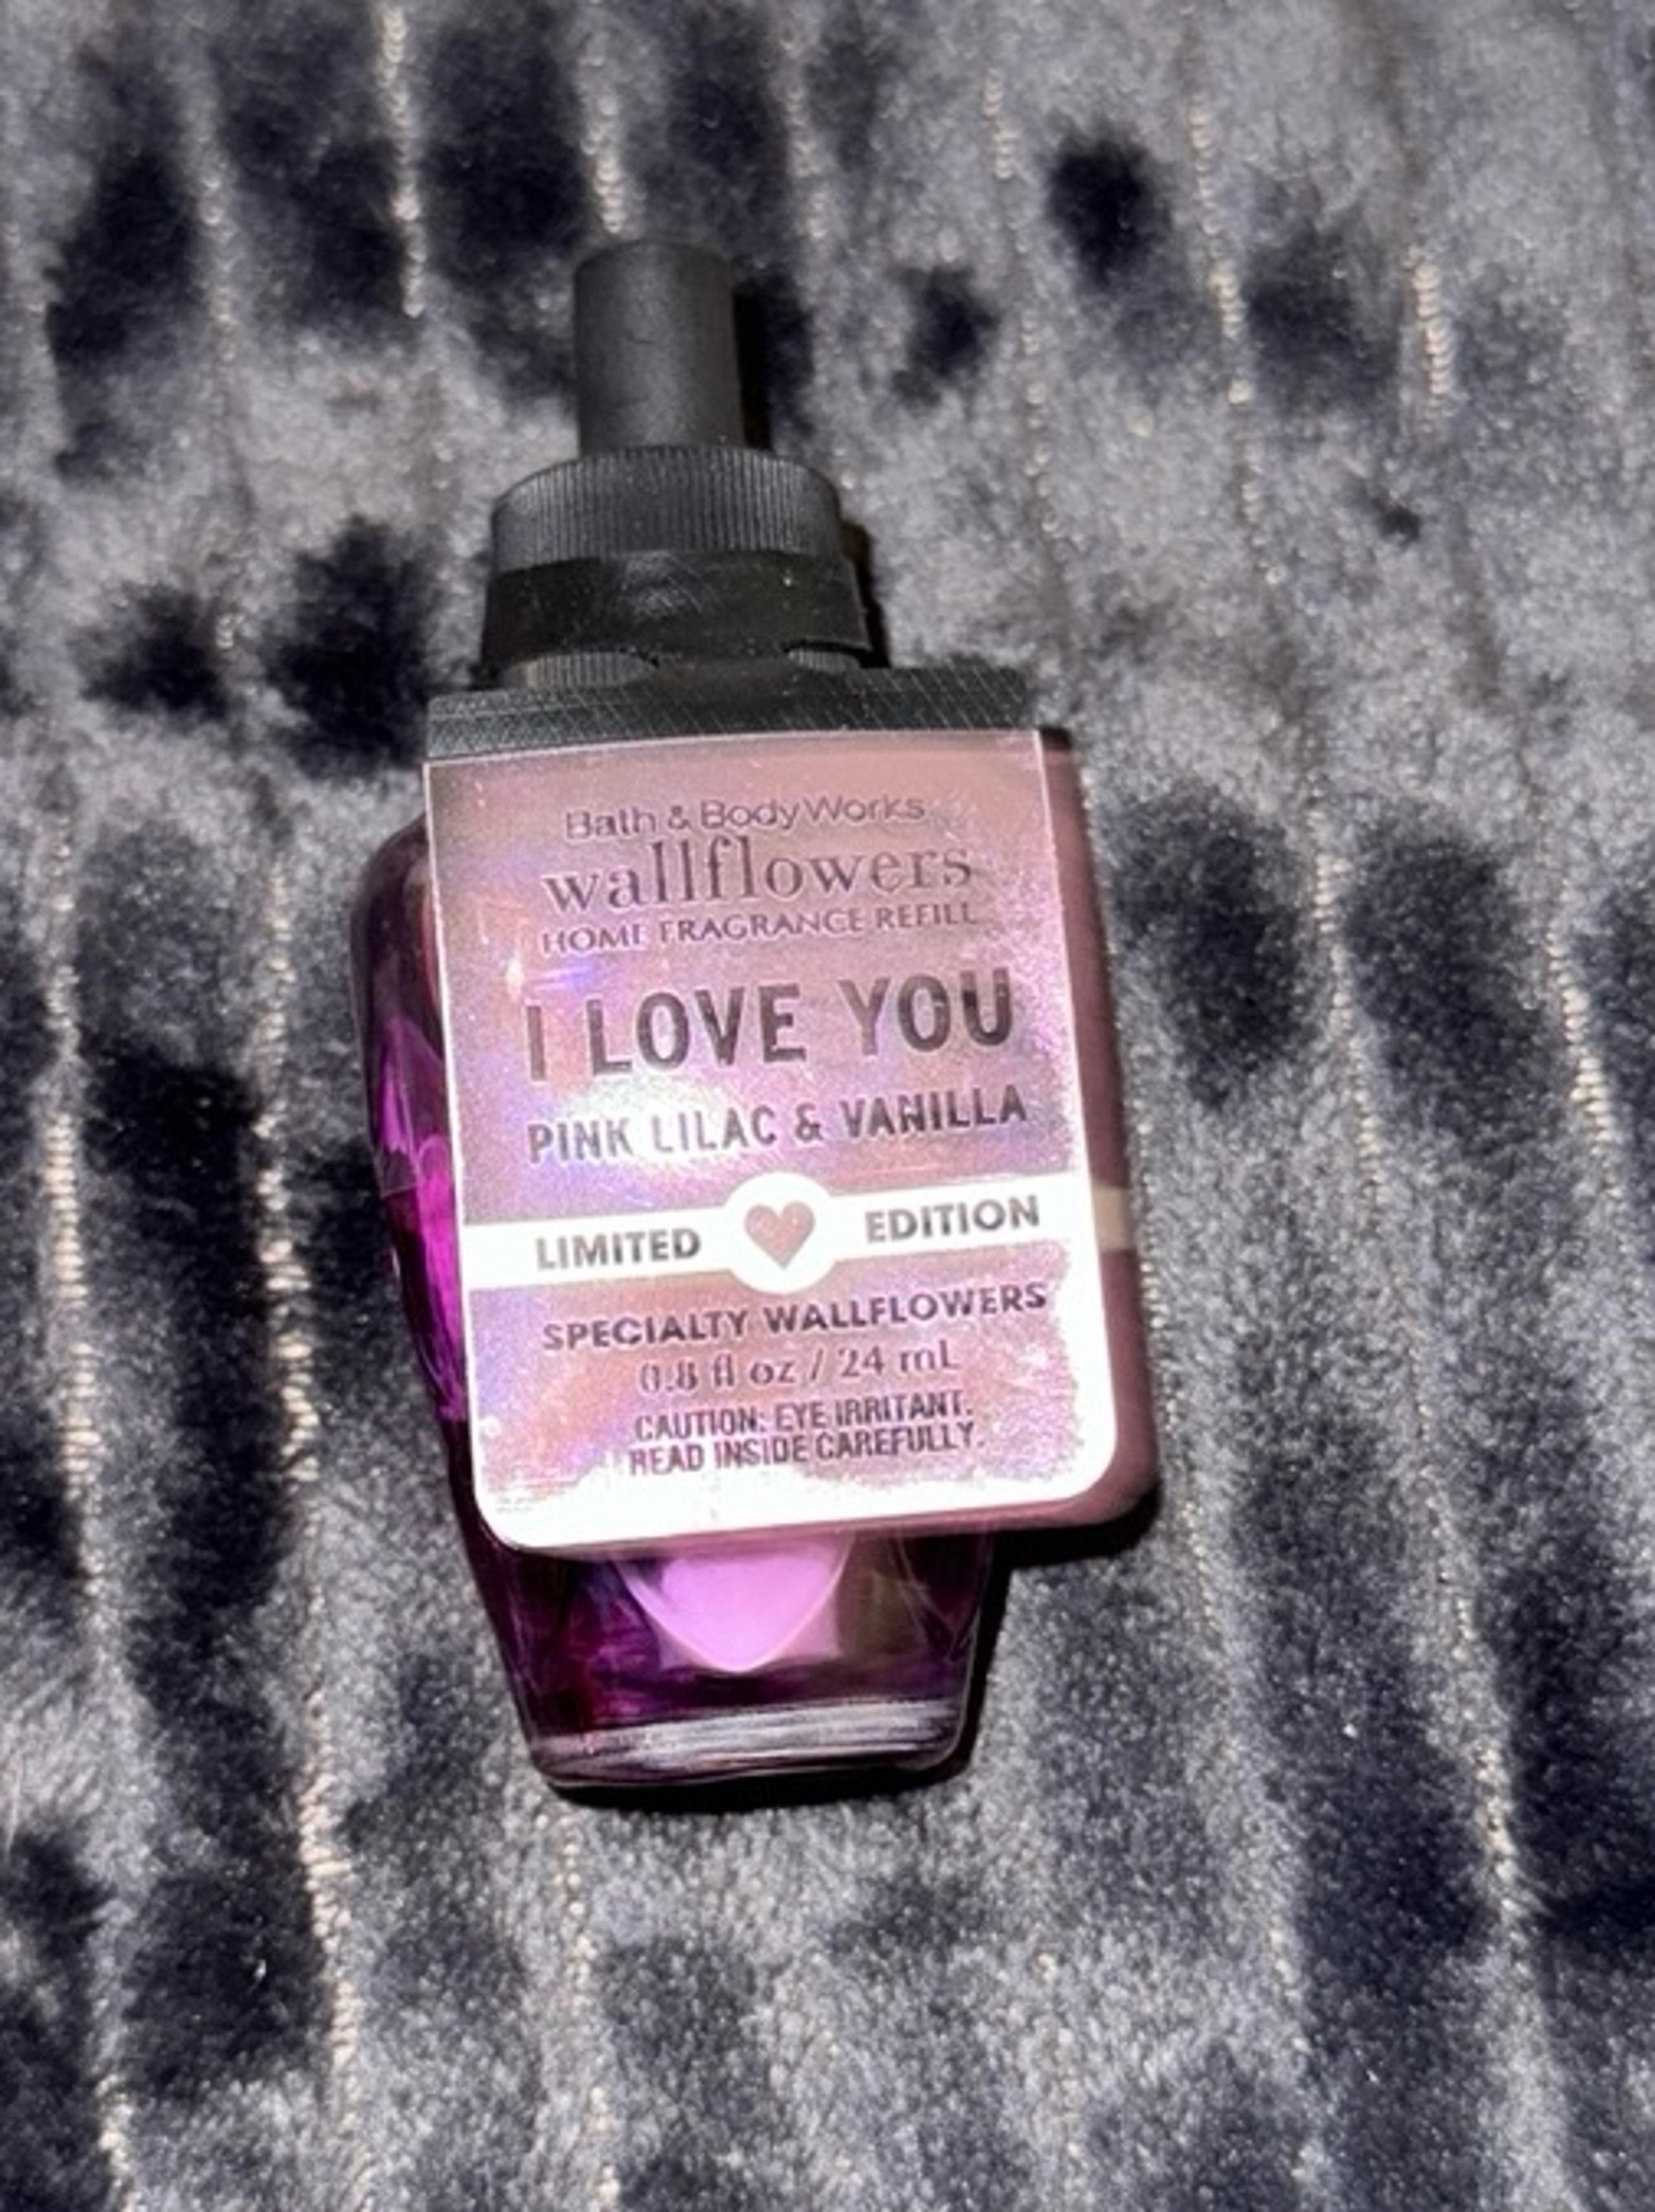 Bath & Body Works
wallflowers
HOME FRAGRANCE REFILL
I LOVE YOU
PINK LILAC & VANILLA
LIMITED EDITION
SPECIALTY WALLFLOWERS
0.8 fl oz / 24 mL
CAUTION: EYE IRRITANT.
READ INSIDE CAREFULLY.